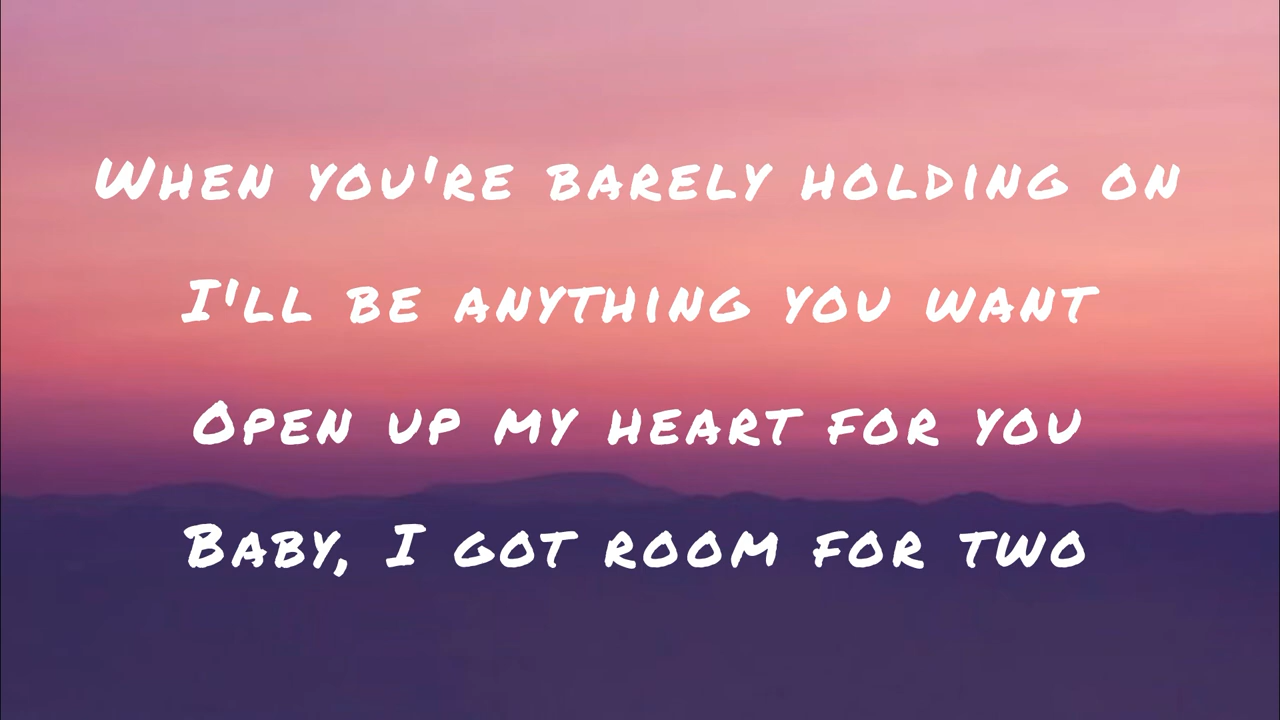 When you're barely holding on
I'll be anything you want
Open up my heart for you
Baby, I got room for two